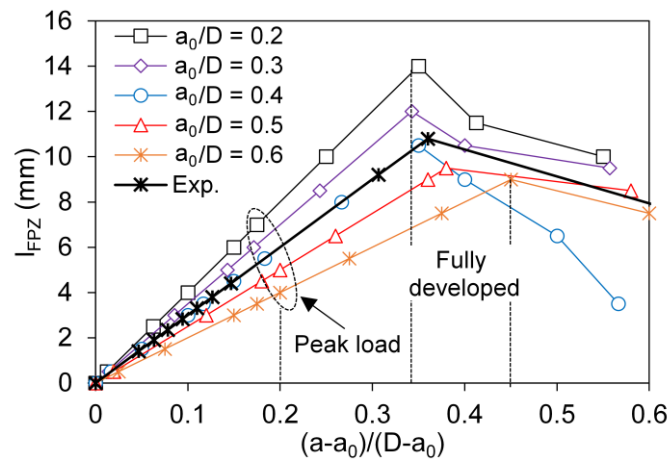 16
14
12
10
8
6
4
2
0
l_FPZ (mm)
a₀/D = 0.2
a₀/D = 0.3
a₀/D = 0.4
a₀/D = 0.5
a₀/D = 0.6
Exp.
Fully
developed
Peak load
0
0.1
0.2
0.3
0.4
0.5
0.6
(a-a₀)/(D-a₀)